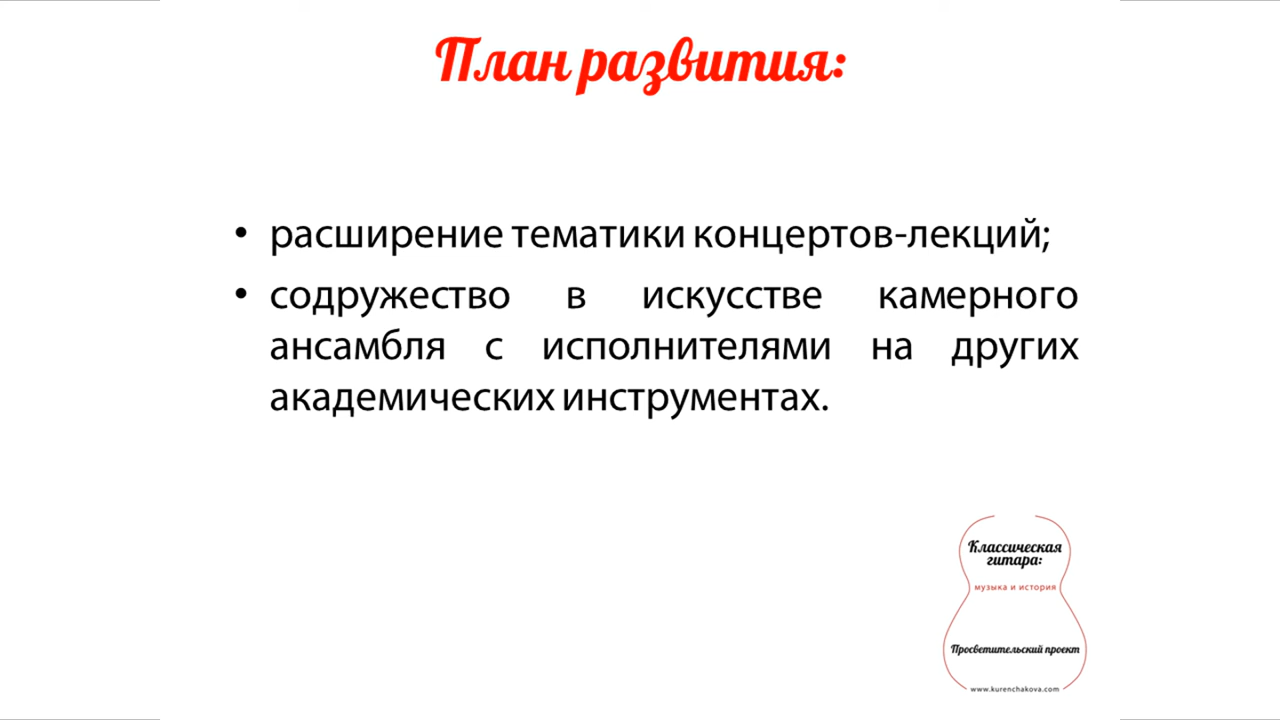 План развития:
• расширение тематики концертов-лекций;
• содружество в искусстве камерного
ансамбля с исполнителями на других
академических инструментах.
Классическая
гитара:
музыка и история
Просветительский проект
www.kurenchakova.com